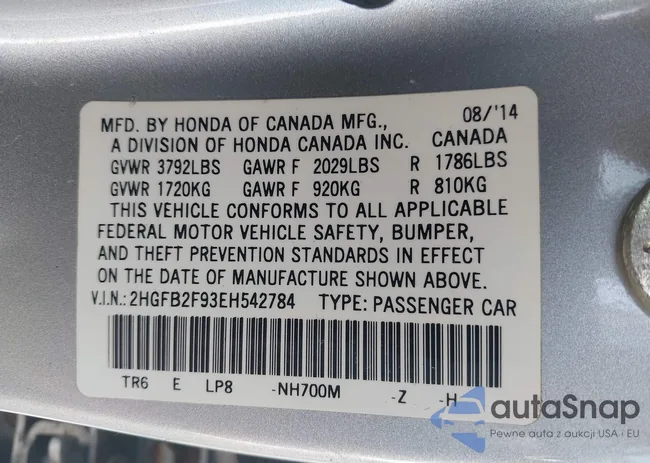 08/'14
MFD. BY HONDA OF CANADA MFG.,
A DIVISION OF HONDA CANADA INC. CANADA
GVWR 3792LBS GAWR F 2029LBS R 1786LBS
GVWR 1720KG GAWR F 920KG R 810KG
THIS VEHICLE CONFORMS TO ALL APPLICABLE
FEDERAL MOTOR VEHICLE SAFETY, BUMPER,
AND THEFT PREVENTION STANDARDS IN EFFECT
ON THE DATE OF MANUFACTURE SHOWN ABOVE.
V.I.N.: 2HGFB2F93EH542784 TYPE: PASSENGER CAR
TR6 E LP8 -NH700M -Z -H
autaSnap
Pewne auta z aukcji USA i EU